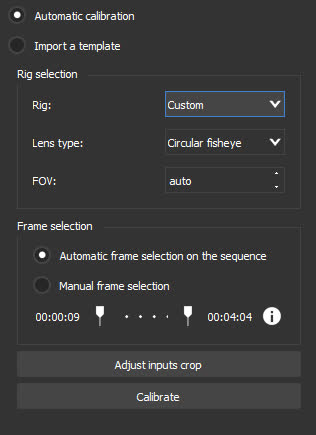 Automatic calibration
Import a template
Rig selection
Rig: Custom
Lens type: Circular fisheye
FOV: auto
Frame selection
Automatic frame selection on the sequence
Manual frame selection
00:00:09 00:04:04
Adjust inputs crop
Calibrate